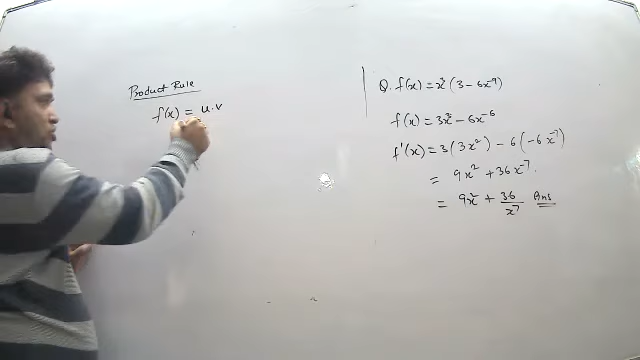 Product Rule
f(x) = u.v
Q. f(x) = x³ (3 - 6x⁻⁹)
f(x) = 3x³ - 6x⁻⁶
f'(x) = 3(3x²) - 6(-6x⁻⁷)
= 9x² + 36x⁻⁷.
= 9x² + 36/x⁷ Ans